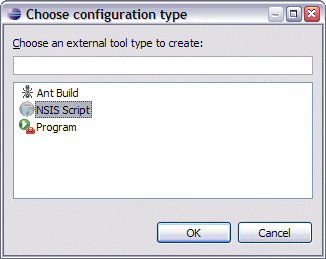 Choose configuration type
Choose an external tool type to create:
Ant Build
NSIS Script
Program
OK
Cancel